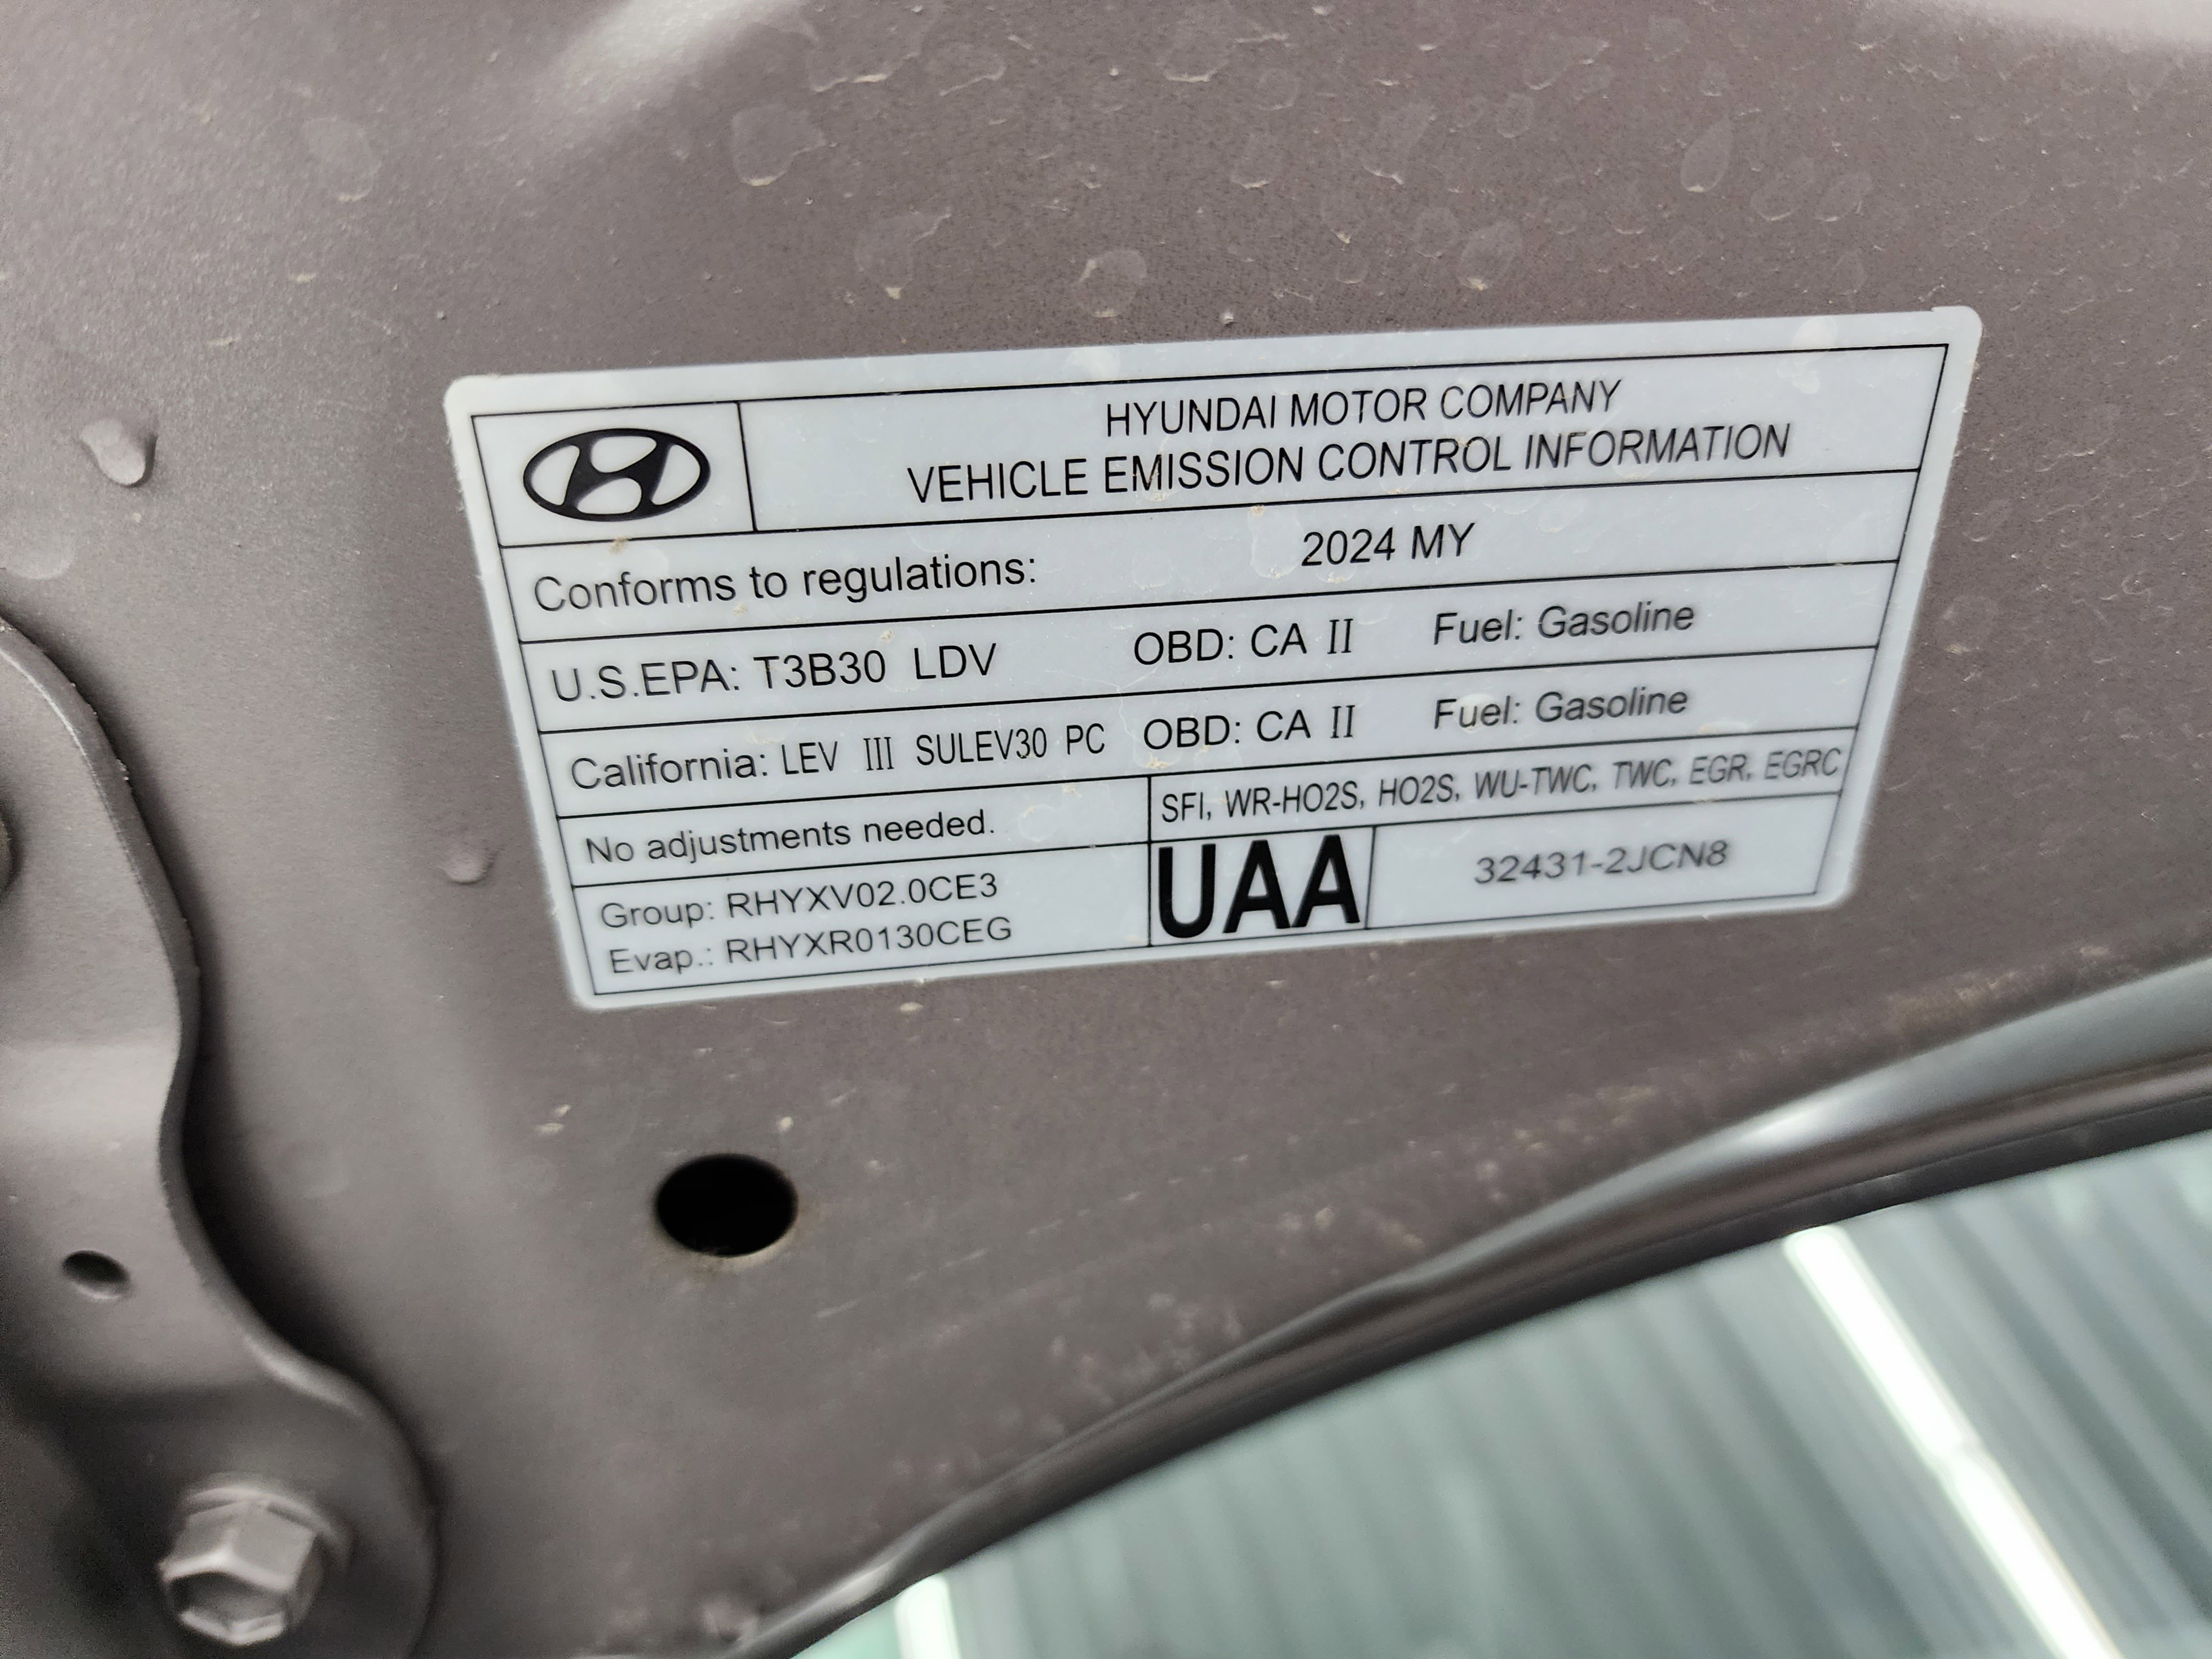 HYUNDAI MOTOR COMPANY
VEHICLE EMISSION CONTROL INFORMATION
Conforms to regulations: 2024 MY
U.S.EPA: T3B30 LDV OBD: CA II Fuel: Gasoline
California: LEV III SULEV30 PC OBD: CA II Fuel: Gasoline
No adjustments needed.
SFI, WR-HO2S, HO2S, WU-TWC, TWC, EGR, EGRC
Group: RHYXV02.0CE3
Evap.: RHYXR0130CEG
UAA
32431-2JCN8